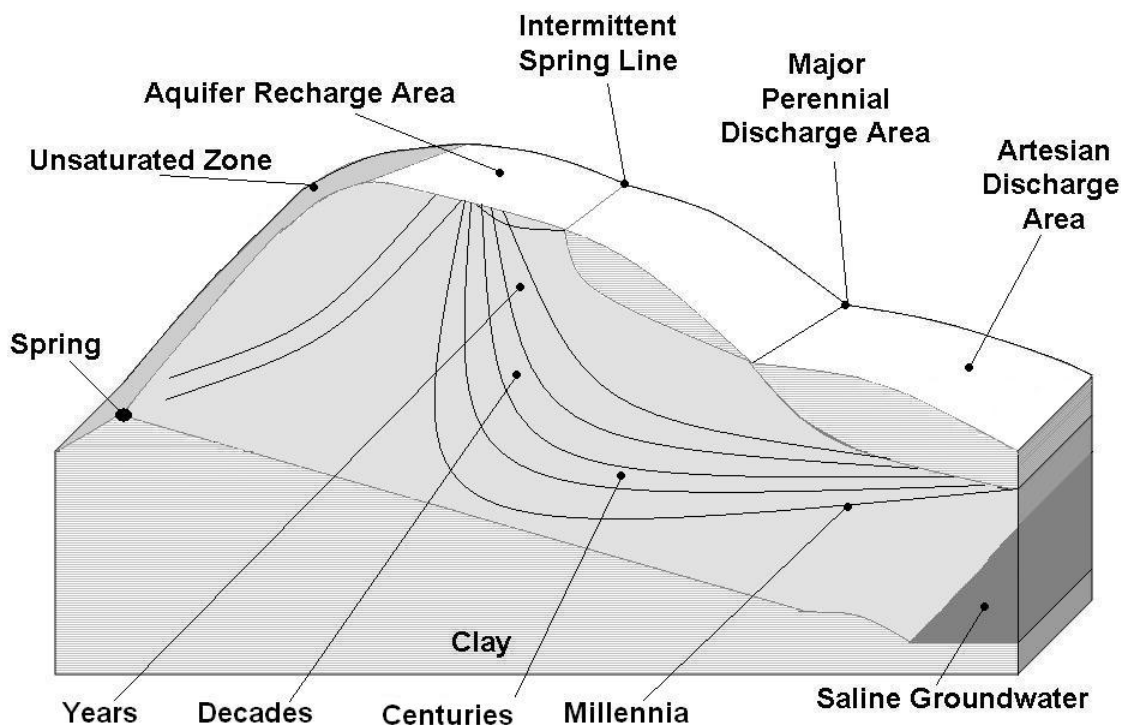 Intermittent
Spring Line
Major
Perennial
Discharge Area
Aquifer Recharge Area
Artesian
Discharge
Area
Unsaturated Zone
Spring
Clay
Saline Groundwater
Years
Decades
Centuries
Millennia